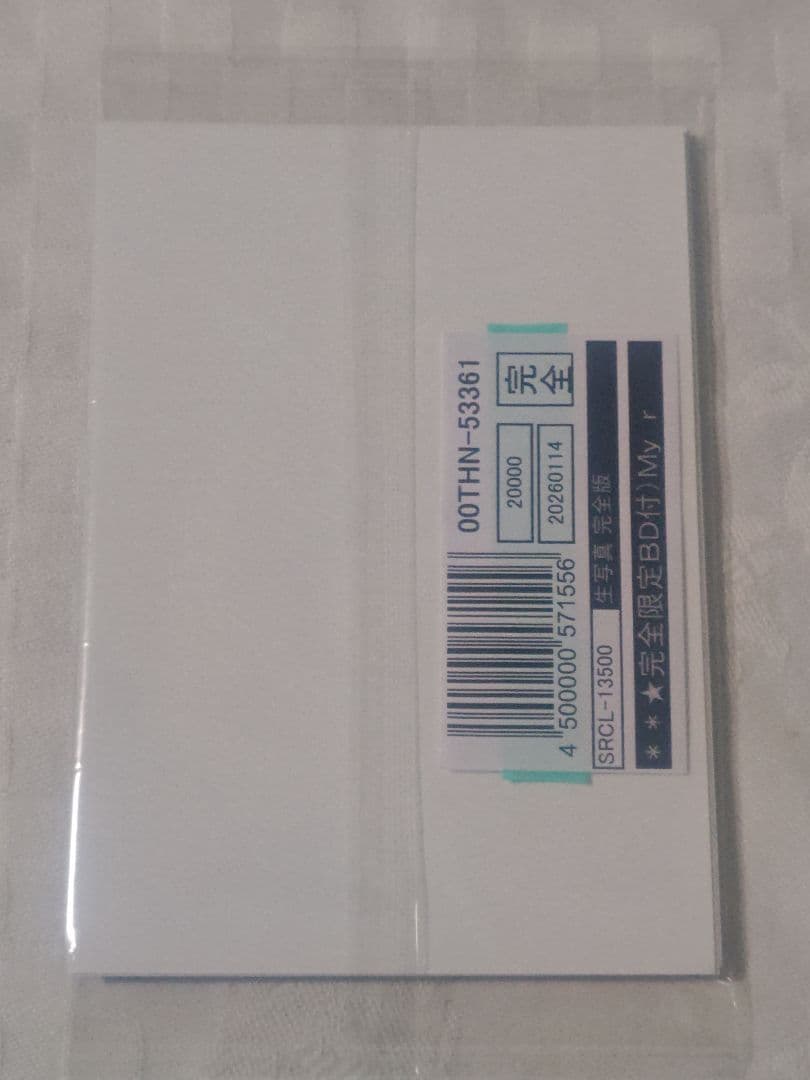 00THN-53361
20000
20260114
完全
4 500000 571556
SRCL-13500
生写真 完全版
＊＊★完全限定BD付)My r